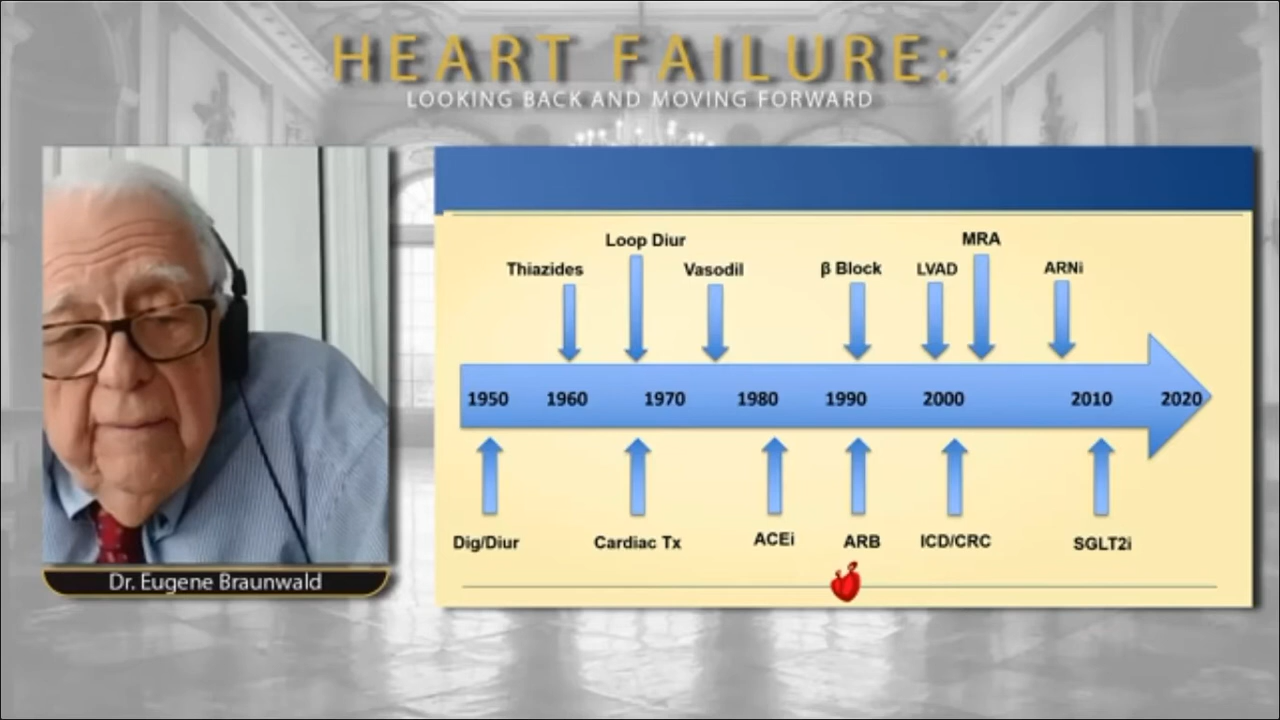 HEART FAILURE:
LOOKING BACK AND MOVING FORWARD
Loop Diur
MRA
Thiazides
Vasodil
β Block
LVAD
ARNi
1950 1960 1970 1980 1990 2000 2010 2020
Dig/Diur
Cardiac Tx
ACEi
ARB
ICD/CRC
SGLT2i
Dr. Eugene Braunwald